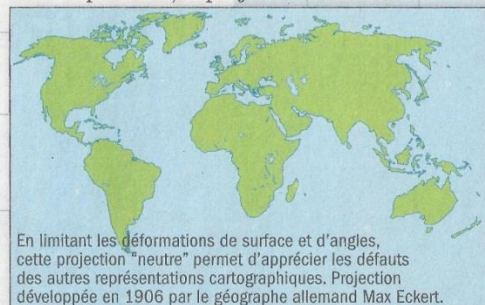 En limitant les déformations de surface et d'angles,
cette projection "neutre" permet d'apprécier les défauts
des autres représentations cartographiques. Projection
développée en 1906 par le géographe allemand Max Eckert.